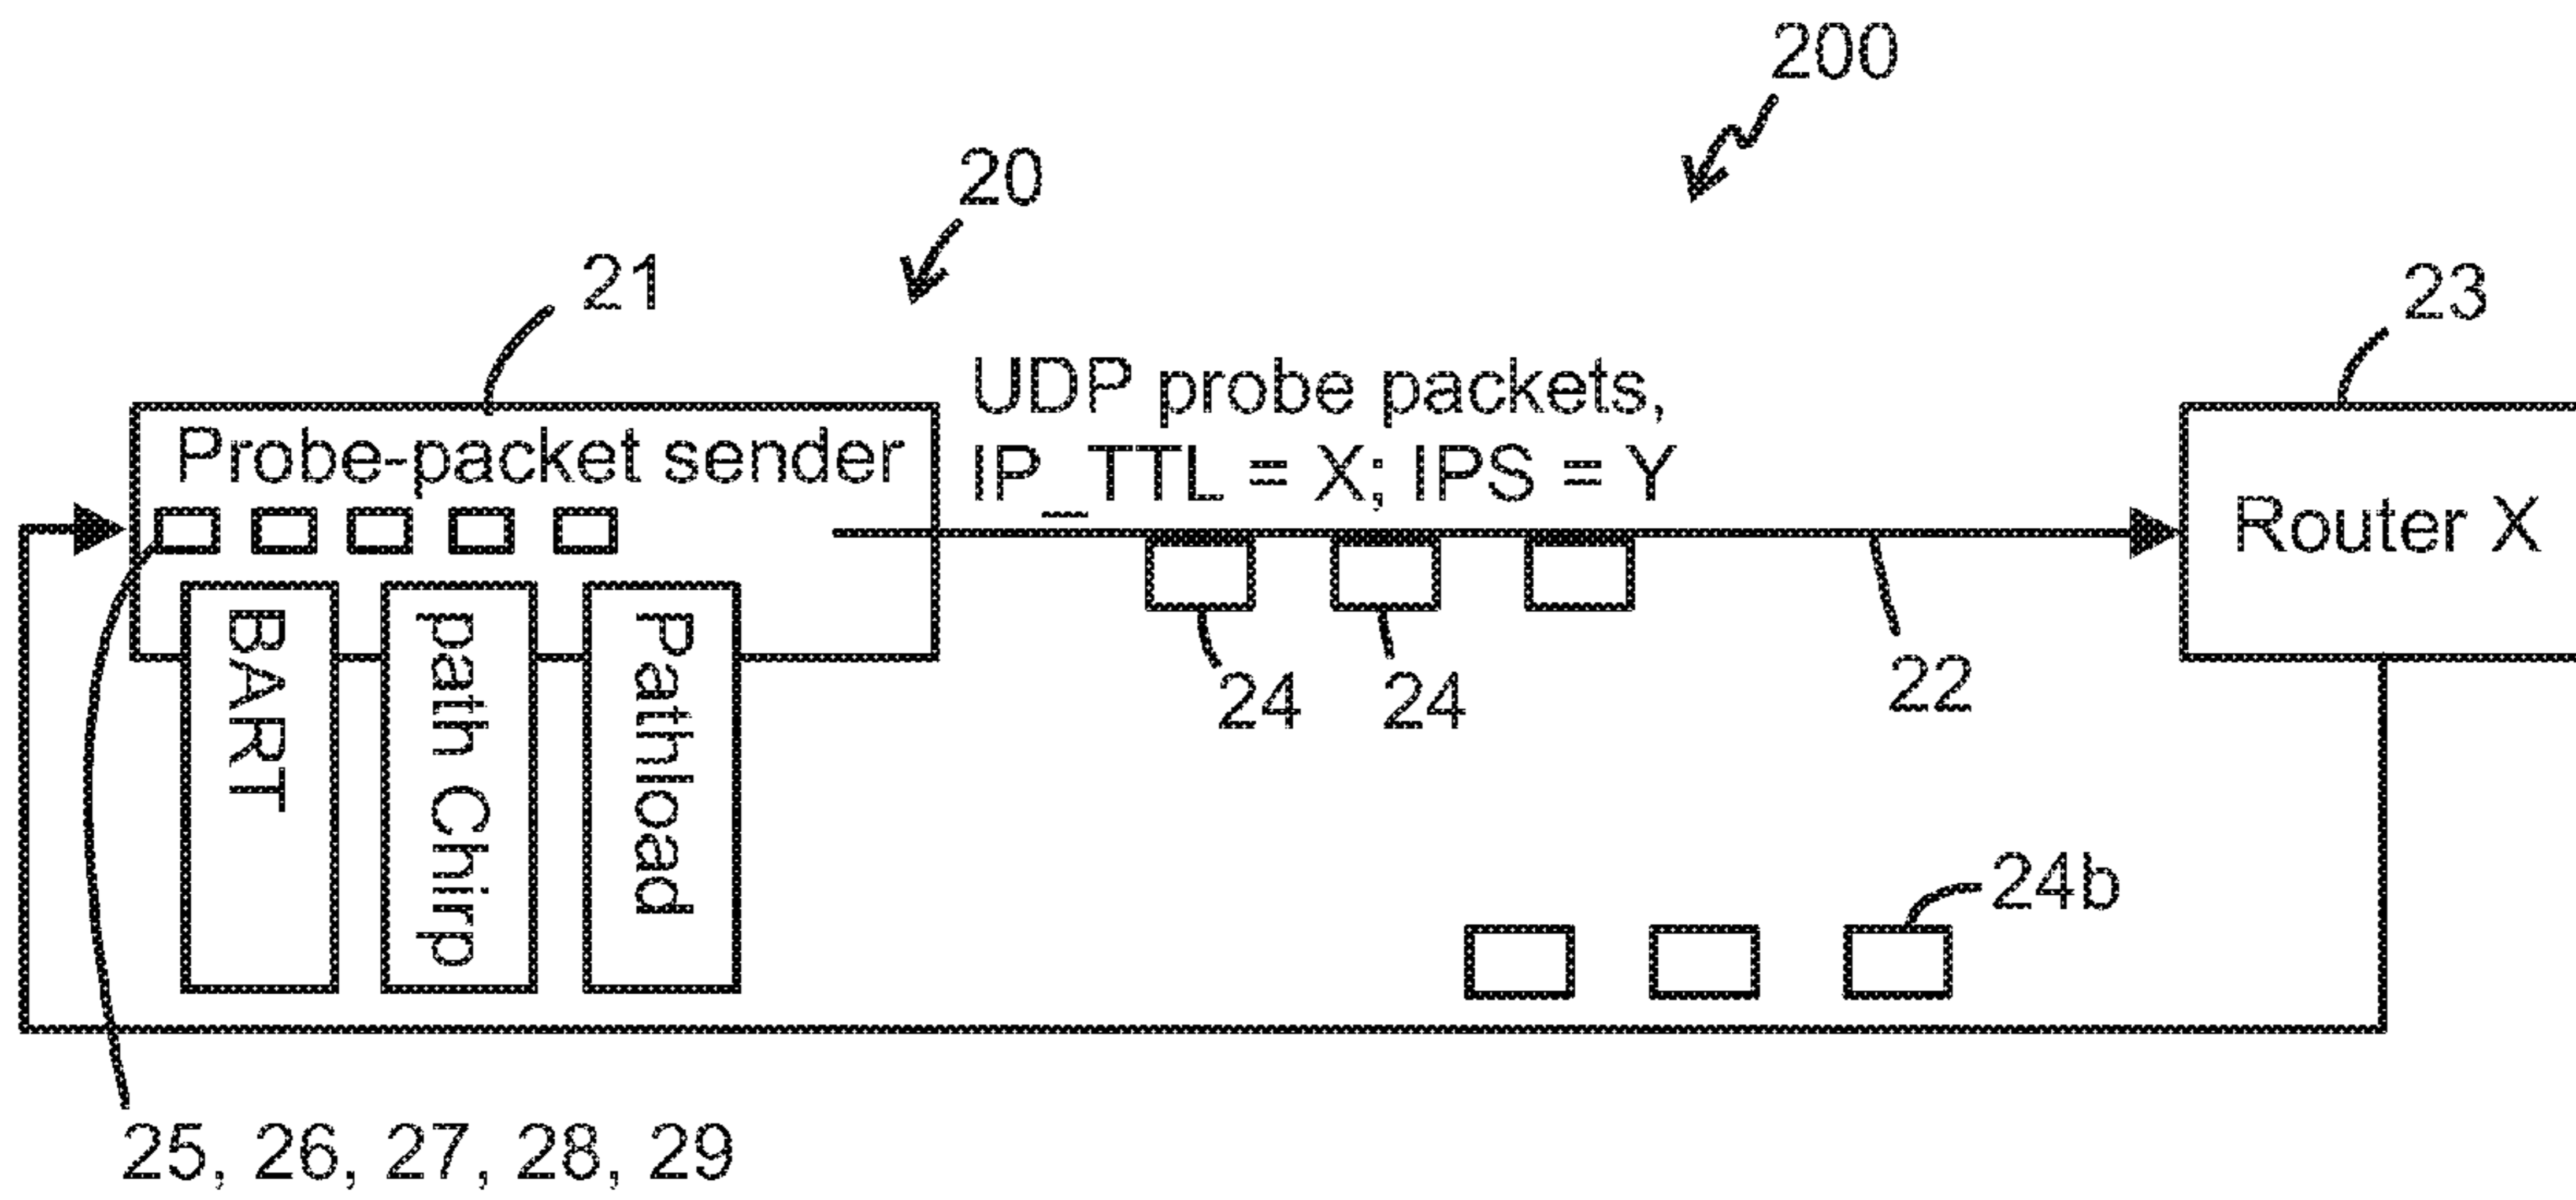 200
20
21
23
UDP probe packets,
IP_TTL = X; IPS = Y
Probe-packet sender
Router X
BART
path Chirp
Pathload
24
24
22
24b
25, 26, 27, 28, 29